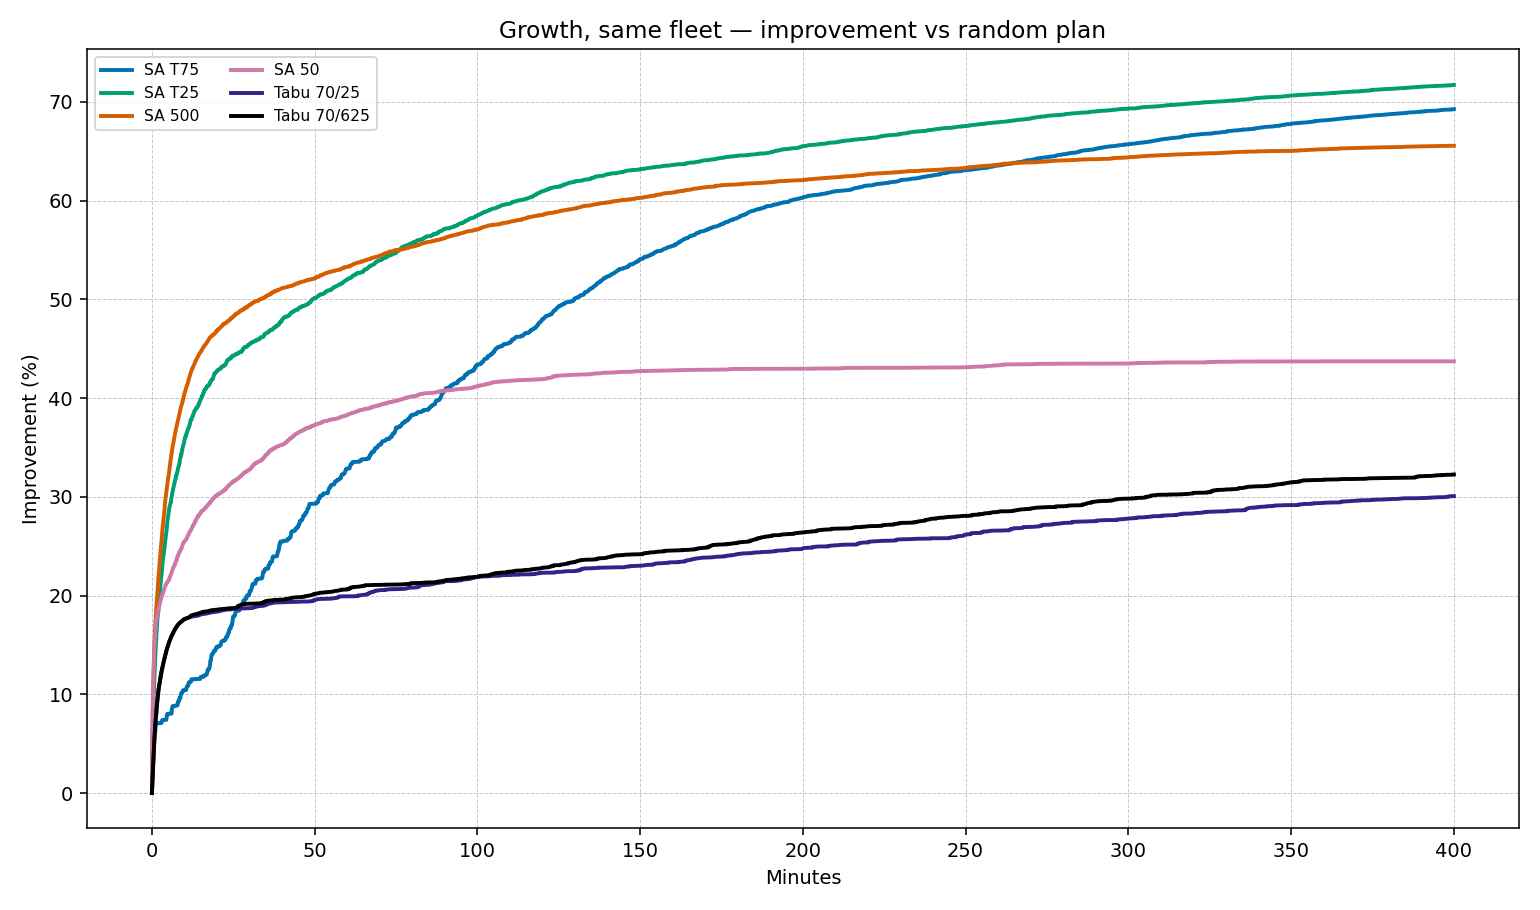 Growth, same fleet — improvement vs random plan
SA T75
SA T25
SA 500
SA 50
Tabu 70/25
Tabu 70/625
Improvement (%)
70
60
50
40
30
20
10
0
0 50 100 150 200 250 300 350 400
Minutes